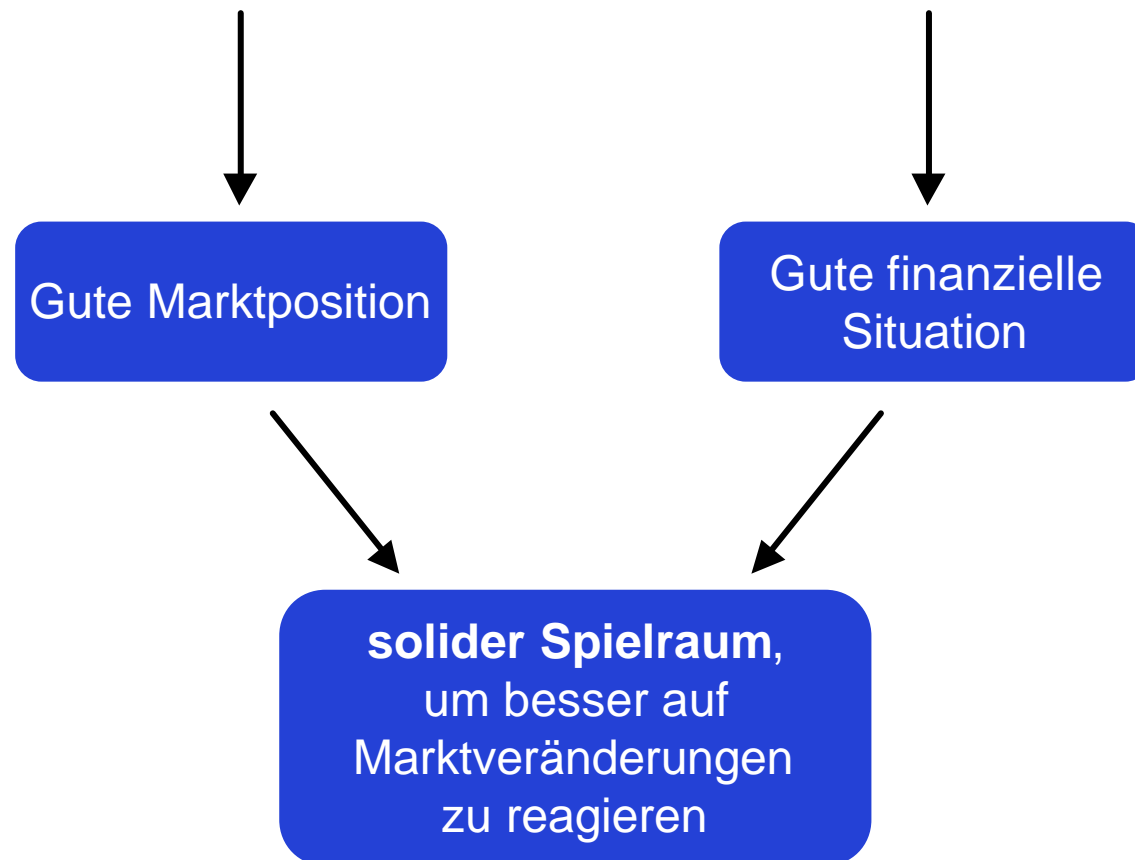 Gute Marktposition
Gute finanzielle
Situation
solider Spielraum,
um besser auf
Marktveränderungen
zu reagieren